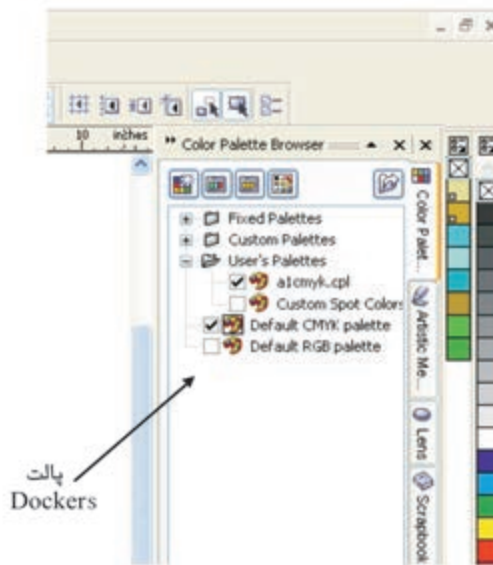 10 inches
Color Palette Browser
Fixed Palettes
Custom Palettes
User's Palettes
a1cmyk.cpl
Custom Spot Colors
Default CMYK palette
Default RGB palette
Color Palet...
Artistic Me...
Lens
Scrapbook
پالت
Dockers